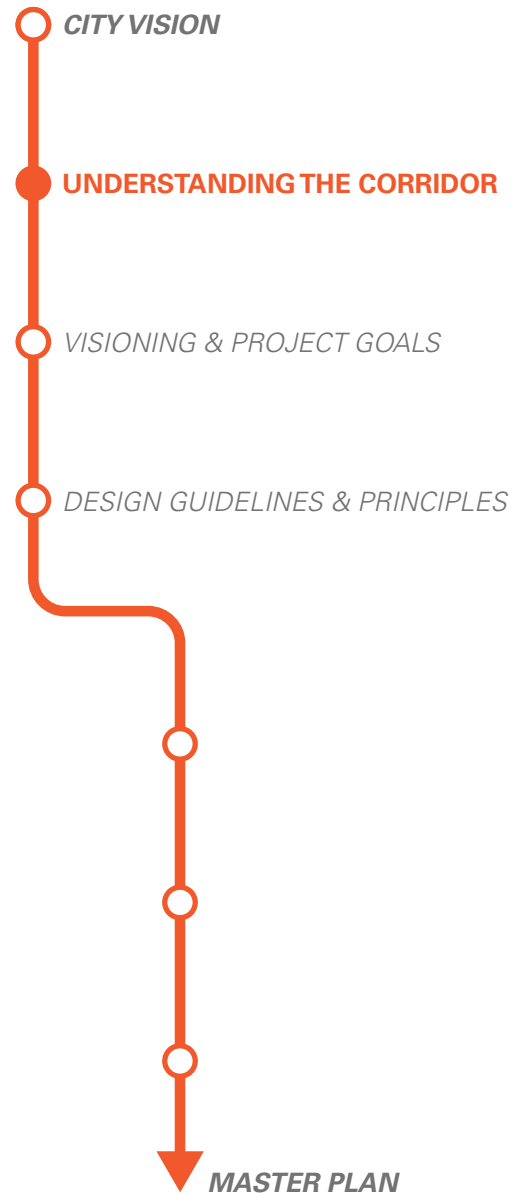 CITY VISION
UNDERSTANDING THE CORRIDOR
VISIONING & PROJECT GOALS
DESIGN GUIDELINES & PRINCIPLES
MASTER PLAN